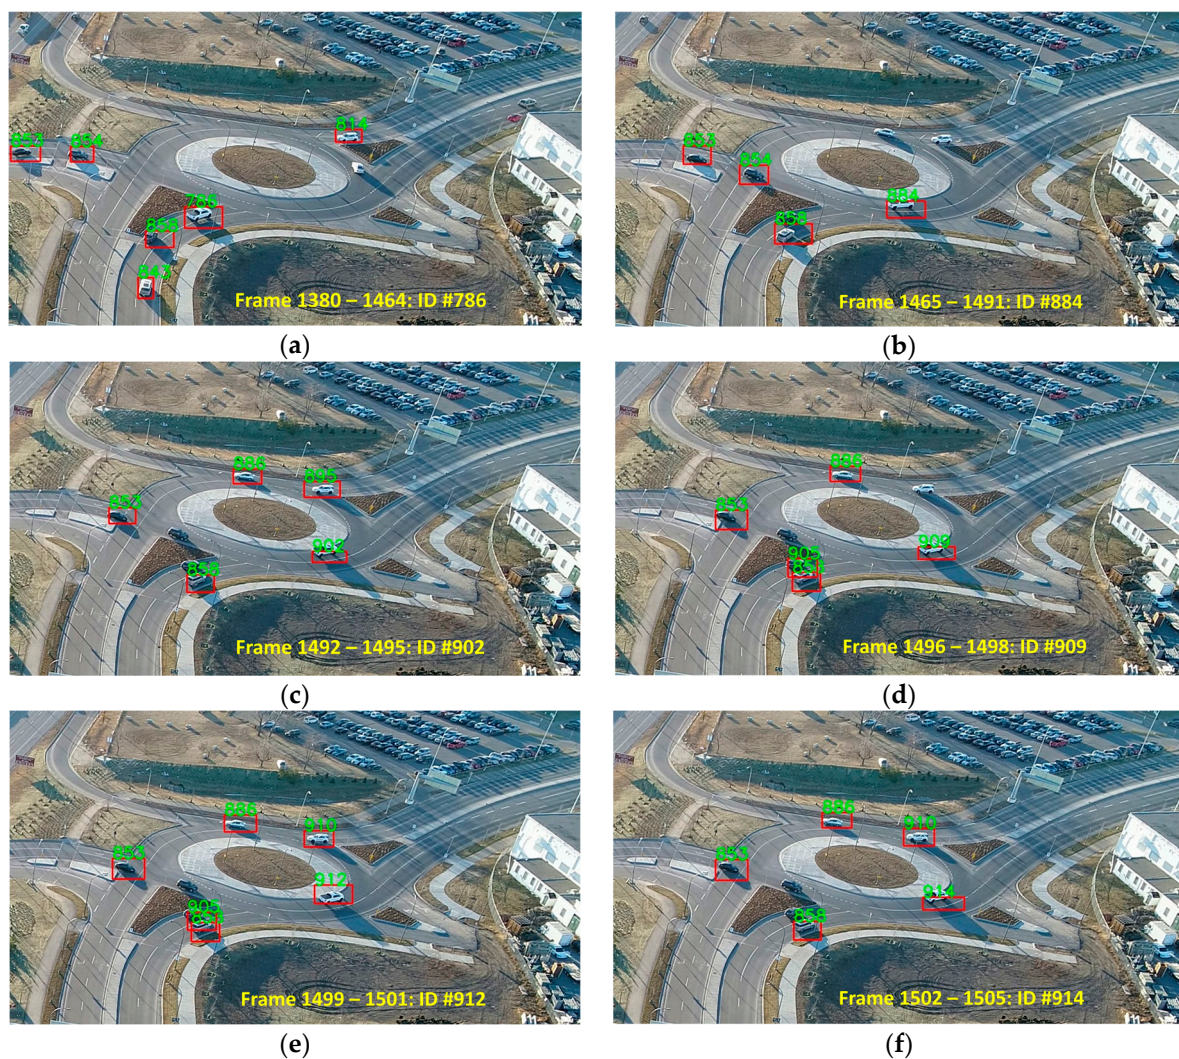 853
864
814
786
858
843
Frame 1380 – 1464: ID #786
(a)
853
854
884
858
Frame 1465 – 1491: ID #884
(b)
886
895
853
902
858
Frame 1492 – 1495: ID #902
(c)
886
853
909
905
Frame 1496 – 1498: ID #909
(d)
886
910
853
912
905
Frame 1499 – 1501: ID #912
(e)
886
910
853
914
858
Frame 1502 – 1505: ID #914
(f)